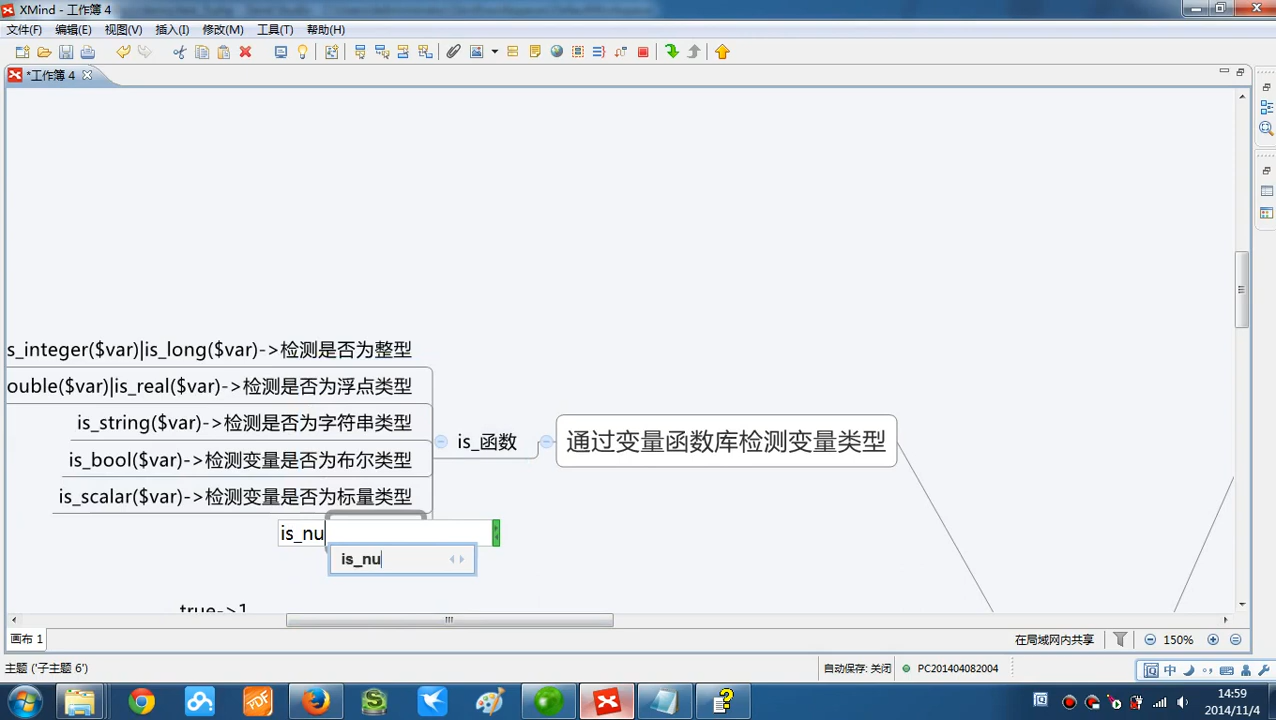 XMind - 工作簿 4
文件(F) 编辑(E) 视图(V) 插入(I) 修改(M) 工具(T) 帮助(H)
*工作簿 4
s_integer($var)|is_long($var)->检测是否为整型
ouble($var)|is_real($var)->检测是否为浮点类型
is_string($var)->检测是否为字符串类型
is_函数
通过变量函数库检测变量类型
is_bool($var)->检测变量是否为布尔类型
is_scalar($var)->检测变量是否为标量类型
is_nu
is_nu
true->1
画布 1
在局域网内共享
150%
主题 ('子主题 6')
自动保存: 关闭
PC201404082004
中
PDF
14:59
2014/11/4